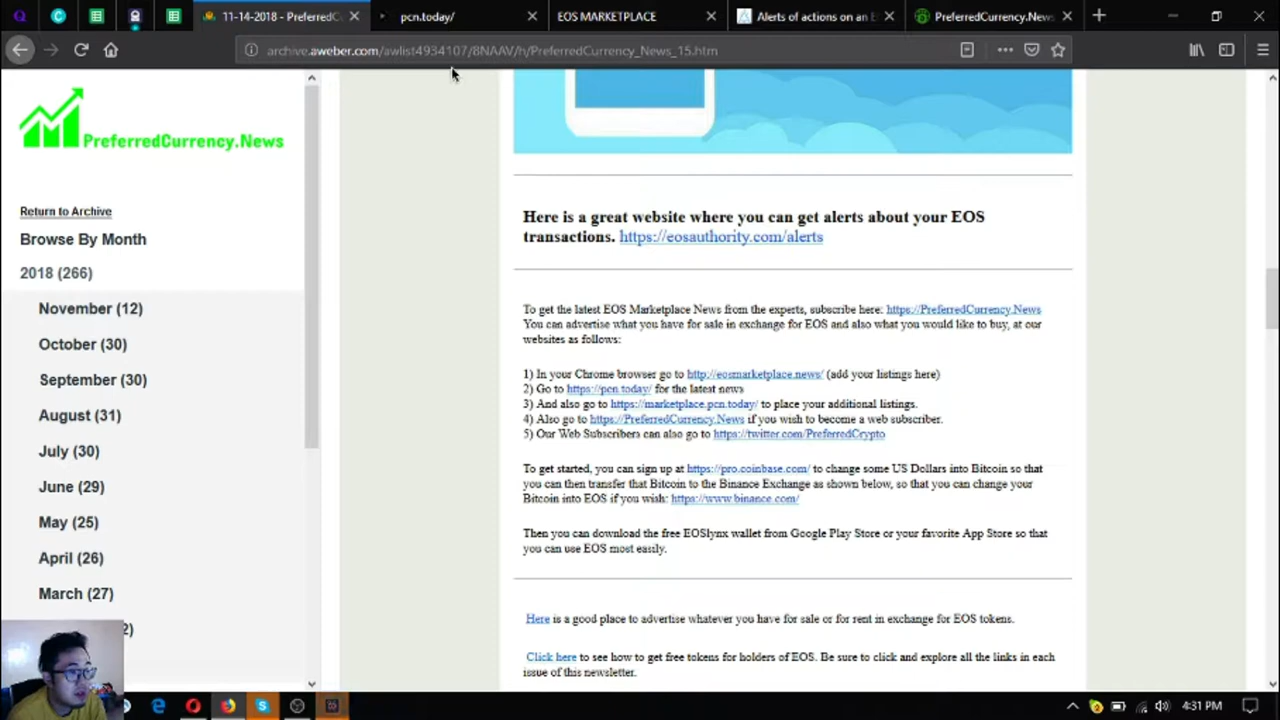 11-14-2018 - PreferredC
pcn.today/
EOS MARKETPLACE
Alerts of actions on an E
PreferredCurrency.News
archive.aweber.com/awlist4934107/8NAAV/h/PreferredCurrency_News_15.htm
PreferredCurrency.News
Return to Archive
Browse By Month
2018 (266)
November (12)
October (30)
September (30)
August (31)
July (30)
June (29)
May (25)
April (26)
March (27)
2)
Here is a great website where you can get alerts about your EOS
transactions. https://eosauthority.com/alerts
To get the latest EOS Marketplace News from the experts, subscribe here: https://PreferredCurrency.News
You can advertise what you have for sale in exchange for EOS and also what you would like to buy, at our
websites as follows:
1) In your Chrome browser go to http://eosmarketplace.news/ (add your listings here)
2) Go to https://pcn.today/ for the latest news
3) And also go to https://marketplace.pcn.today/ to place your additional listings.
4) Also go to https://PreferredCurrency.News if you wish to become a web subscriber.
5) Our Web Subscribers can also go to https://twitter.com/PreferredCrypto
To get started, you can sign up at https://pro.coinbase.com/ to change some US Dollars into Bitcoin so that
you can then transfer that Bitcoin to the Binance Exchange as shown below, so that you can change your
Bitcoin into EOS if you wish: https://www.binance.com/
Then you can download the free EOSlynx wallet from Google Play Store or your favorite App Store so that
you can use EOS most easily.
Here is a good place to advertise whatever you have for sale or for rent in exchange for EOS tokens.
Click here to see how to get free tokens for holders of EOS. Be sure to click and explore all the links in each
issue of this newsletter.
4:31 PM